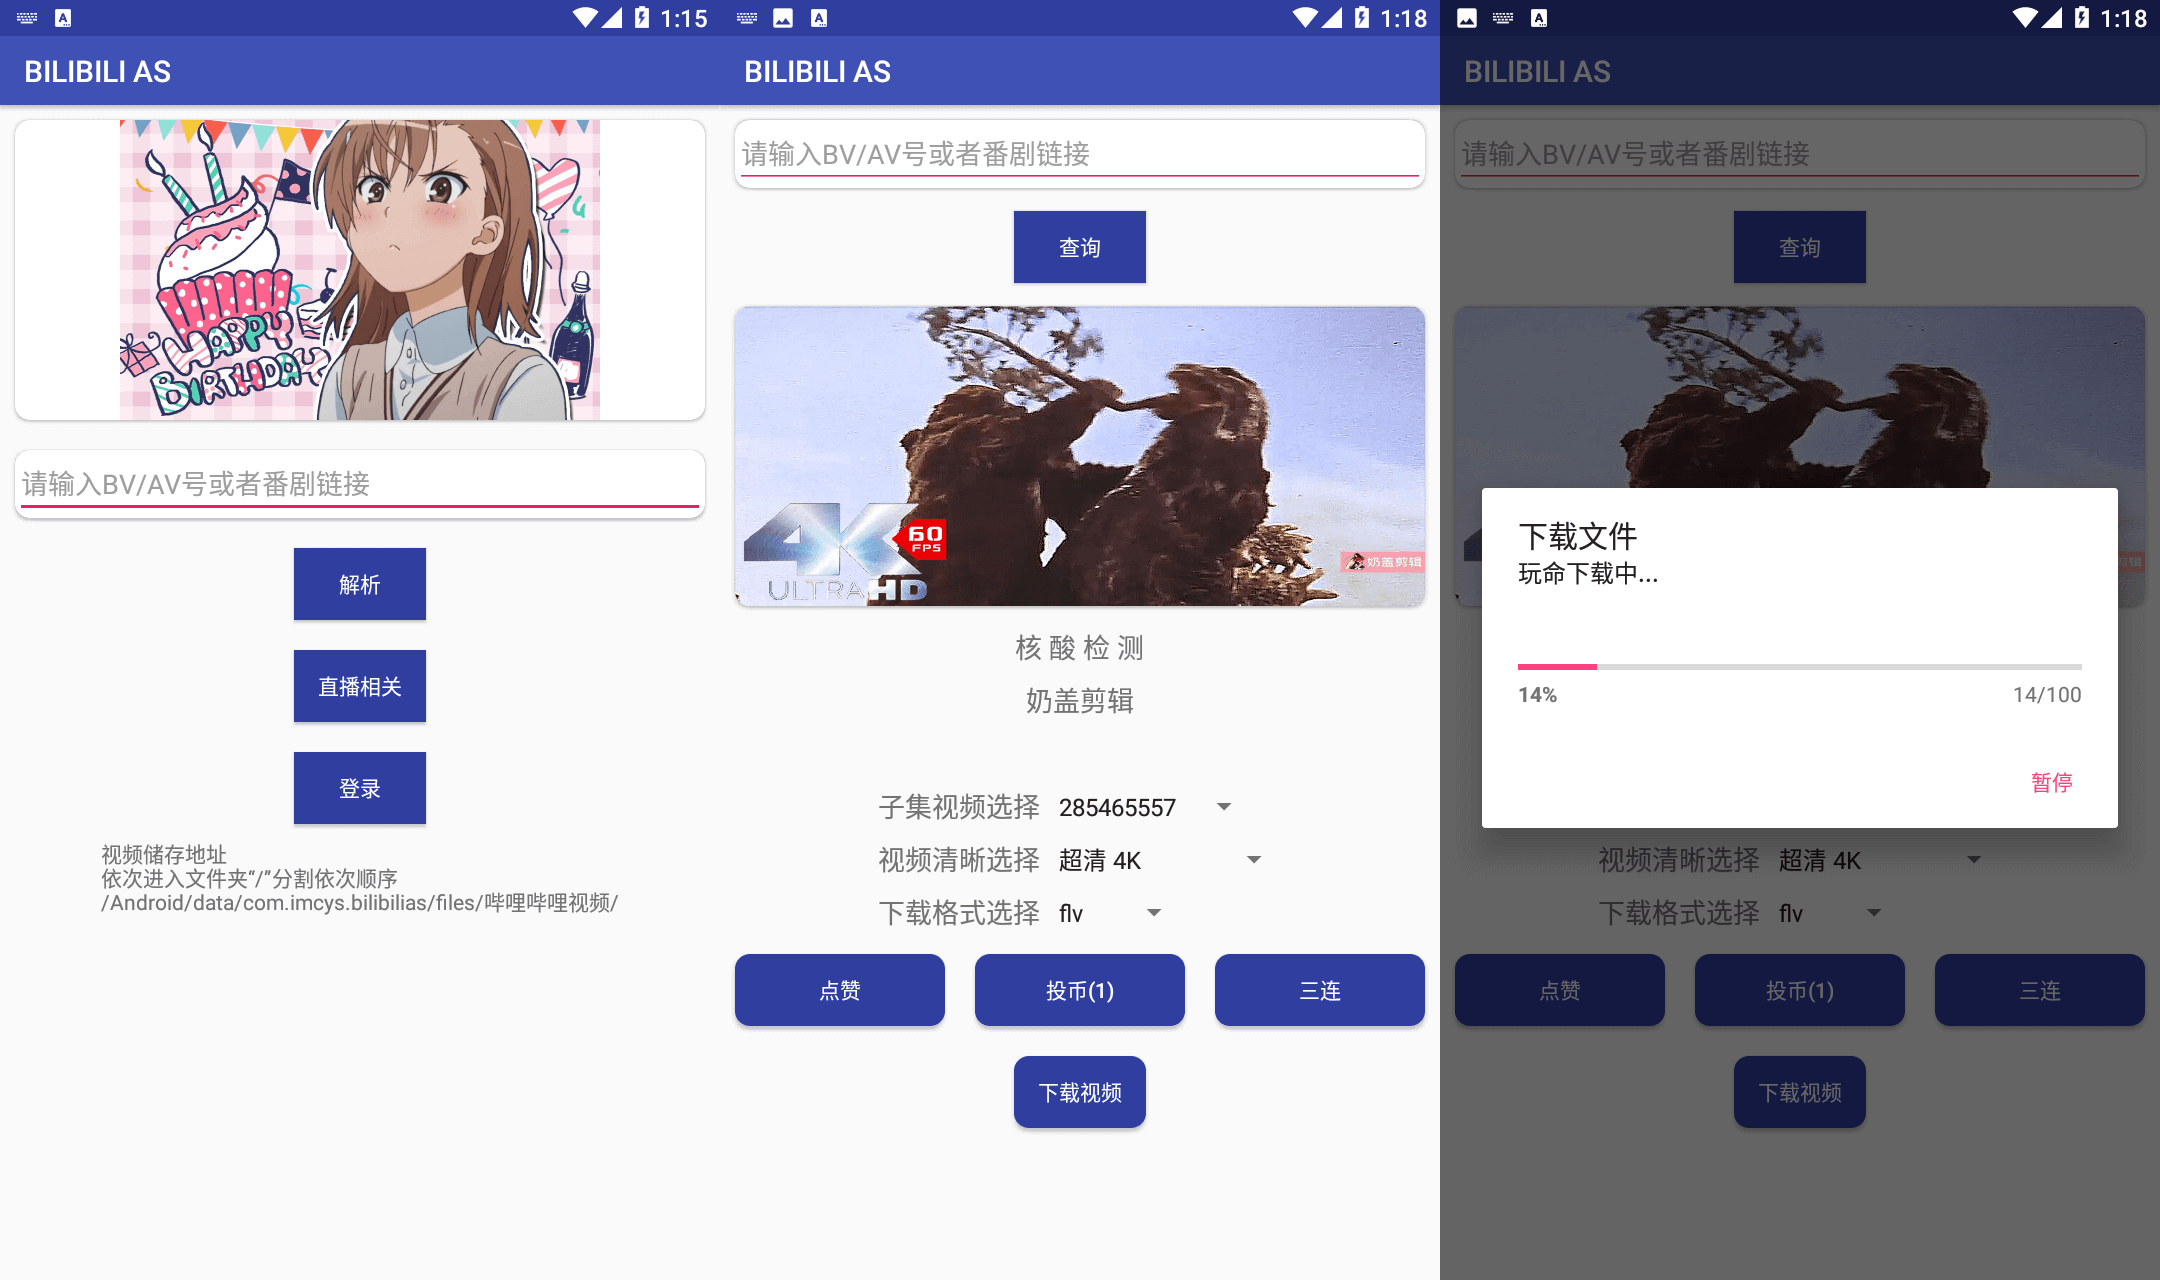 1:15
BILIBILI AS
HAPPY
BIRTHDAY
请输入BV/AV号或者番剧链接
解析
直播相关
登录
视频储存地址
依次进入文件夹“/”分割依次顺序
/Android/data/com.imcys.bilibilias/files/哔哩哔哩视频/
1:18
BILIBILI AS
请输入BV/AV号或者番剧链接
查询
4K
60
FPS
ULTRA HD
奶盖剪辑
核 酸 检 测
奶盖剪辑
子集视频选择 285465557
视频清晰选择 超清 4K
下载格式选择 flv
点赞 投币(1) 三连
下载视频
1:18
BILIBILI AS
请输入BV/AV号或者番剧链接
查询
下载文件
玩命下载中...
14% 14/100
暂停
视频清晰选择 超清 4K
下载格式选择 flv
点赞 投币(1) 三连
下载视频